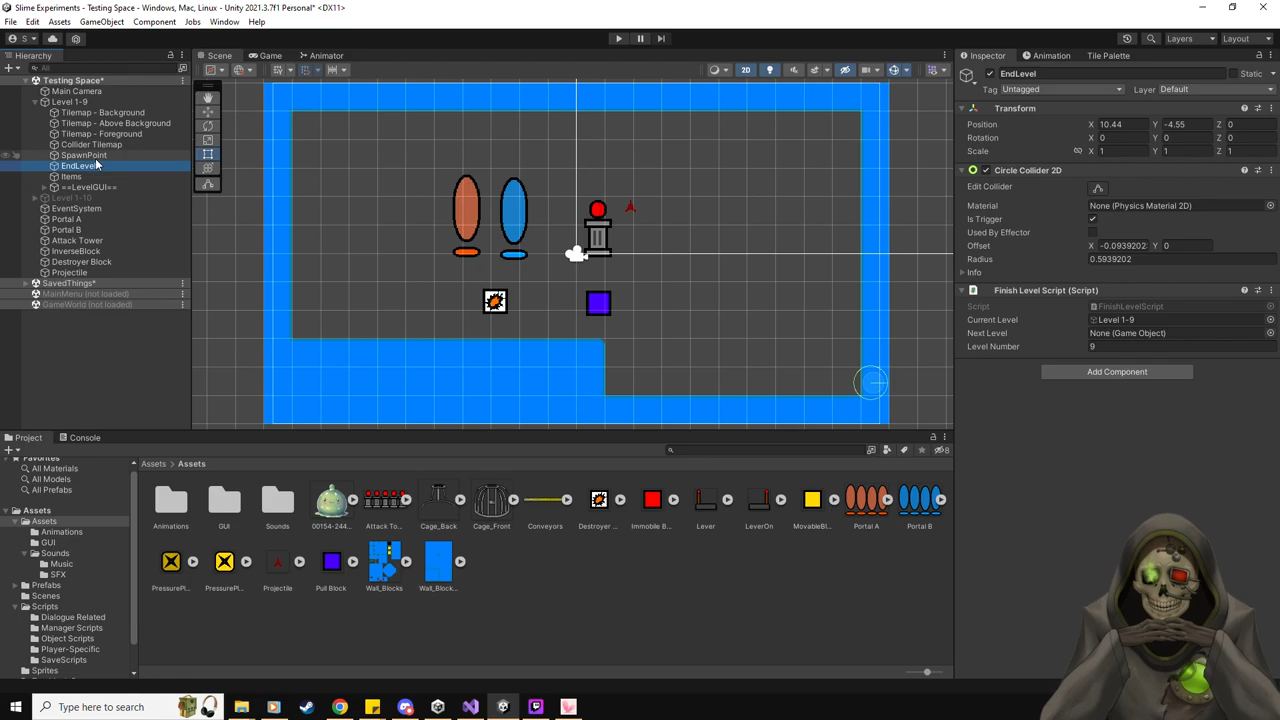 Slime Experiments - Testing Space - Windows, Mac, Linux - Unity 2021.3.7f1 Personal* <DX11>
File Edit Assets GameObject Component Jobs Window Help
S Layers Layout
Hierarchy Scene Game Animator Inspector Animation Tile Palette
All 2D
Testing Space*
Main Camera
Level 1-9
Tilemap - Background
Tilemap - Above Background
Tilemap - Foreground
Collider Tilemap
SpawnPoint
EndLevel
Items
==LevelGUI==
Level 1-10
EventSystem
Portal A
Portal B
Attack Tower
InverseBlock
Destroyer Block
Projectile
SavedThings*
MainMenu (not loaded)
GameWorld (not loaded)
EndLevel Static
Tag Untagged Layer Default
Transform
Position X 10.44 Y -4.55 Z 0
Rotation X 0 Y 0 Z 0
Scale X 1 Y 1 Z 1
Circle Collider 2D
Edit Collider
Material None (Physics Material 2D)
Is Trigger
Used By Effector
Offset X -0.0939202 Y 0
Radius 0.5939202
Info
Finish Level Script (Script)
Script FinishLevelScript
Current Level Level 1-9
Next Level None (Game Object)
Level Number 9
Add Component
Project Console
8
Favorites
All Materials
All Models
All Prefabs
Assets
Assets
Animations
GUI
Sounds
Music
SFX
Prefabs
Scenes
Scripts
Dialogue Related
Manager Scripts
Object Scripts
Player-Specific
SaveScripts
Sprites
Assets > Assets
Animations GUI Sounds 00154-244... Attack To... Cage_Back Cage_Front Conveyors Destroyer ... Immobile B... Lever LeverOn MovableBl... Portal A Portal B
PressurePl... PressurePl... Projectile Pull Block Wall_Blocks Wall_Block...
Type here to search